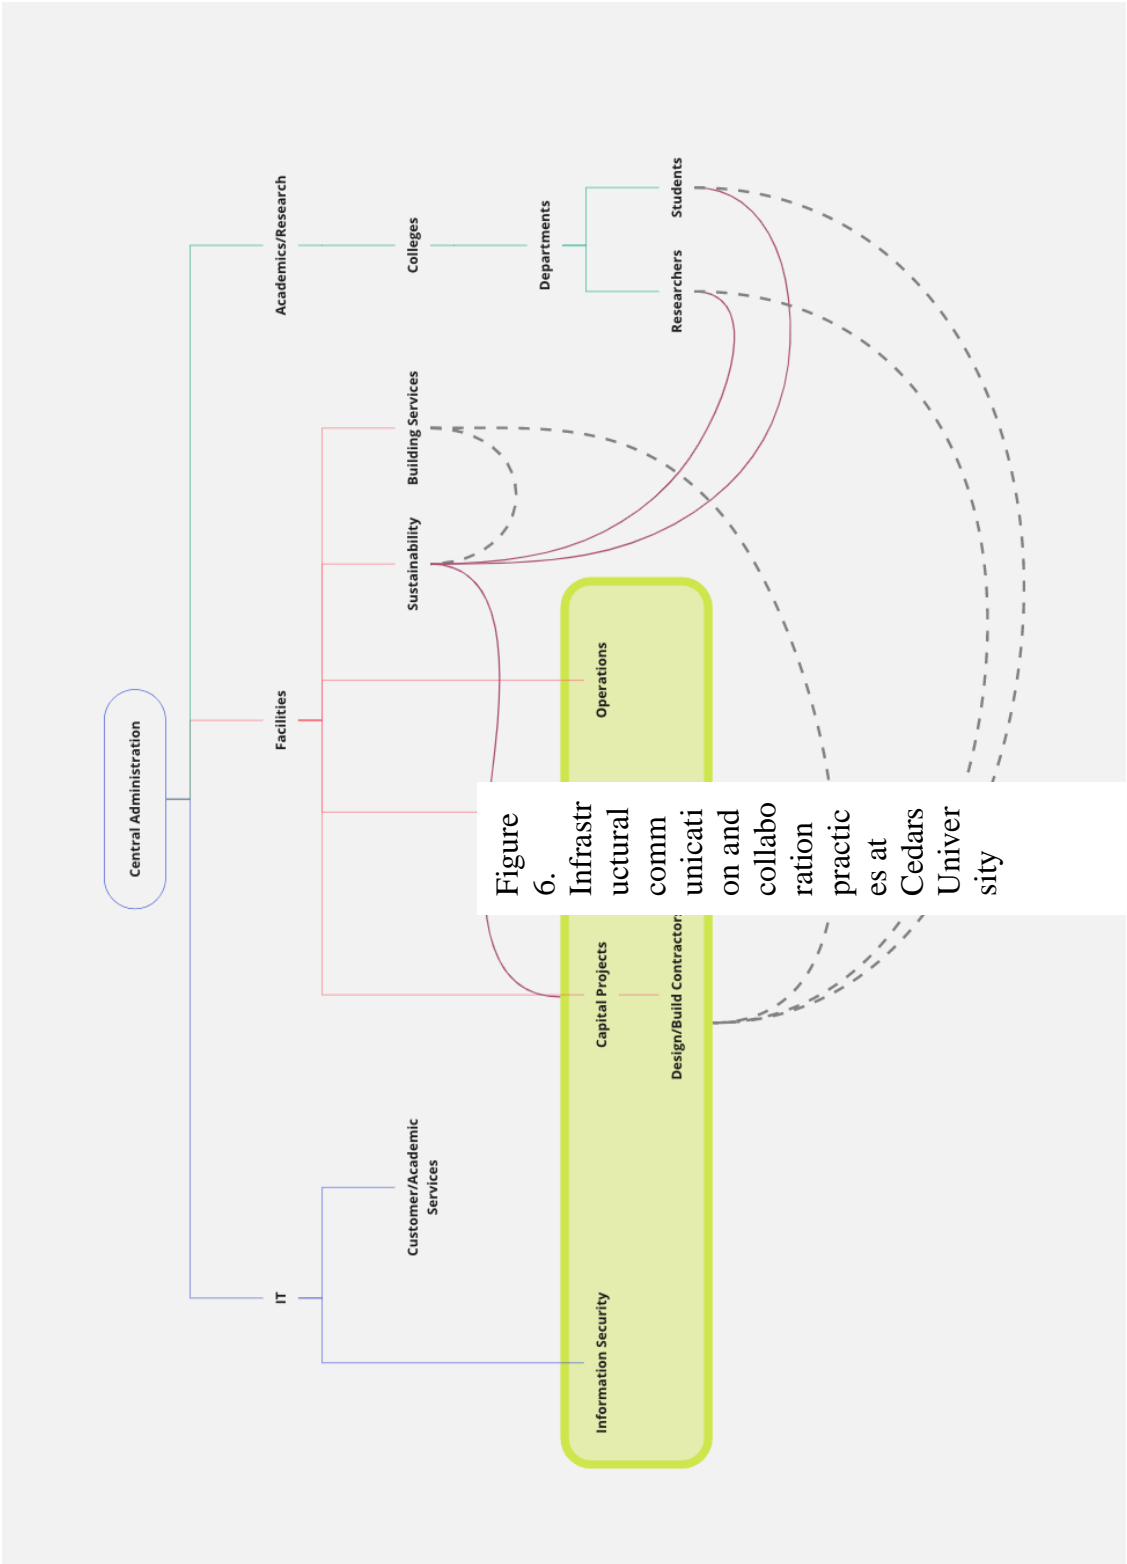 Central Administration
IT
Facilities
Academics/Research
Customer/Academic
Services
Sustainability
Building Services
Colleges
Departments
Information Security
Capital Projects
Operations
Design/Build Contractors
Researchers
Students
Figure
6.
Infrastr
uctural
comm
unicati
on and
collabo
ration
practic
es at
Cedars
Univer
sity